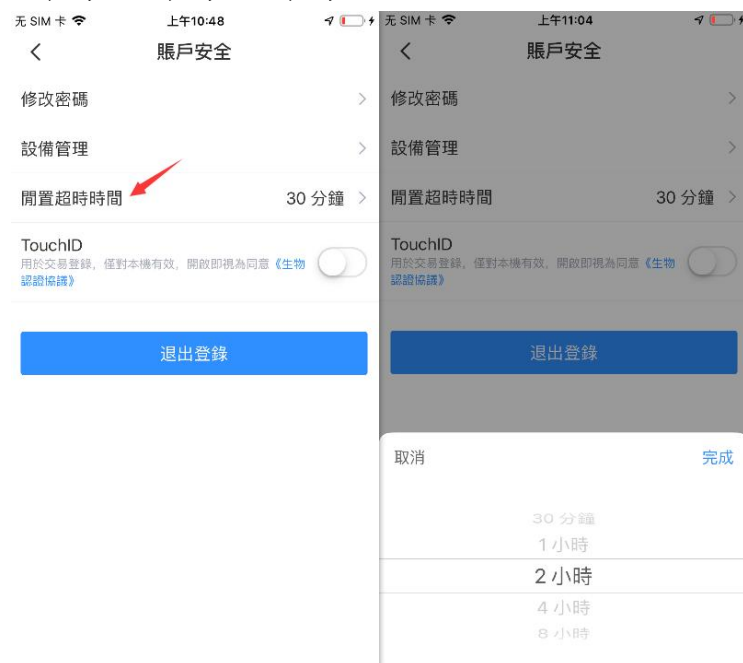 无 SIM 卡
上午10:48
賬戶安全
修改密碼
設備管理
閒置超時時間
30 分鐘
TouchID
用於交易登錄，僅對本機有效，開啟即視為同意《生物
認證協議》
退出登錄
无 SIM 卡
上午11:04
賬戶安全
修改密碼
設備管理
閒置超時時間
30 分鐘
TouchID
用於交易登錄，僅對本機有效，開啟即視為同意《生物
認證協議》
退出登錄
取消
完成
30 分鐘
1 小時
2 小時
4 小時
8 小時